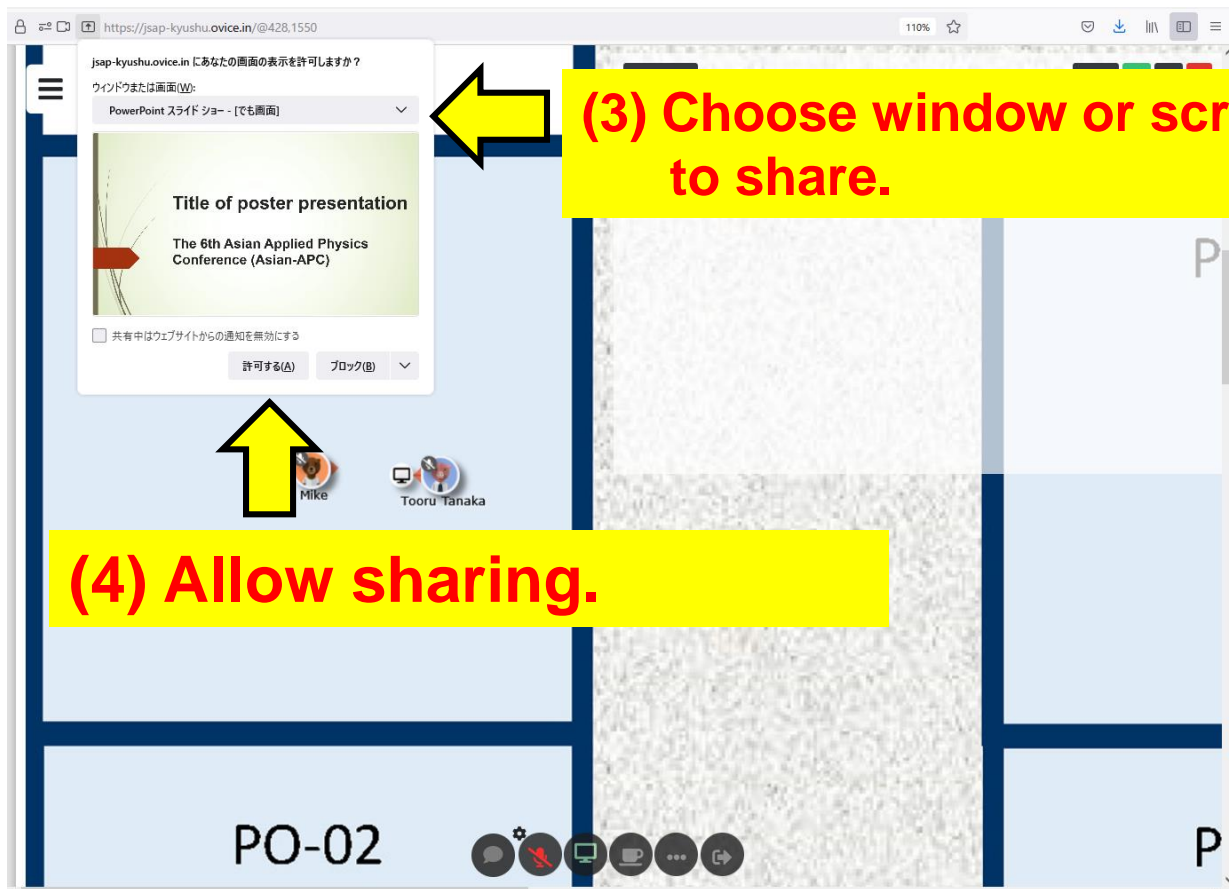 https://jsap-kyushu.ovice.in/@428,1550
110%
jsap-kyushu.ovice.in にあなたの画面の表示を許可しますか？
ウィンドウまたは画面(W):
PowerPoint スライド ショー - [でも画面]
(3) Choose window or scr
to share.
Title of poster presentation
The 6th Asian Applied Physics
Conference (Asian-APC)
共有中はウェブサイトからの通知を無効にする
許可する(A) ブロック(B)
P
Mike
Tooru Tanaka
(4) Allow sharing.
PO-02
P